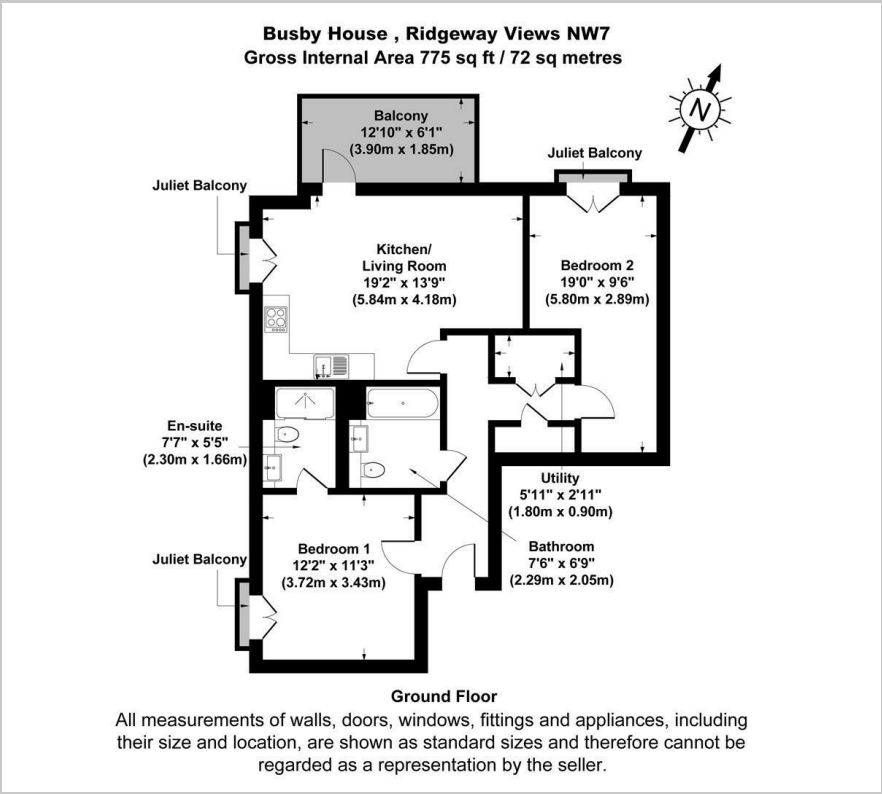 Busby House , Ridgeway Views NW7
Gross Internal Area 775 sq ft / 72 sq metres
N
Balcony
12'10" x 6'1"
(3.90m x 1.85m)
Juliet Balcony
Juliet Balcony
Kitchen/
Living Room
19'2" x 13'9"
(5.84m x 4.18m)
Bedroom 2
19'0" x 9'6"
(5.80m x 2.89m)
En-suite
7'7" x 5'5"
(2.30m x 1.66m)
Utility
5'11" x 2'11"
(1.80m x 0.90m)
Juliet Balcony
Bedroom 1
12'2" x 11'3"
(3.72m x 3.43m)
Bathroom
7'6" x 6'9"
(2.29m x 2.05m)
Ground Floor
All measurements of walls, doors, windows, fittings and appliances, including
their size and location, are shown as standard sizes and therefore cannot be
regarded as a representation by the seller.